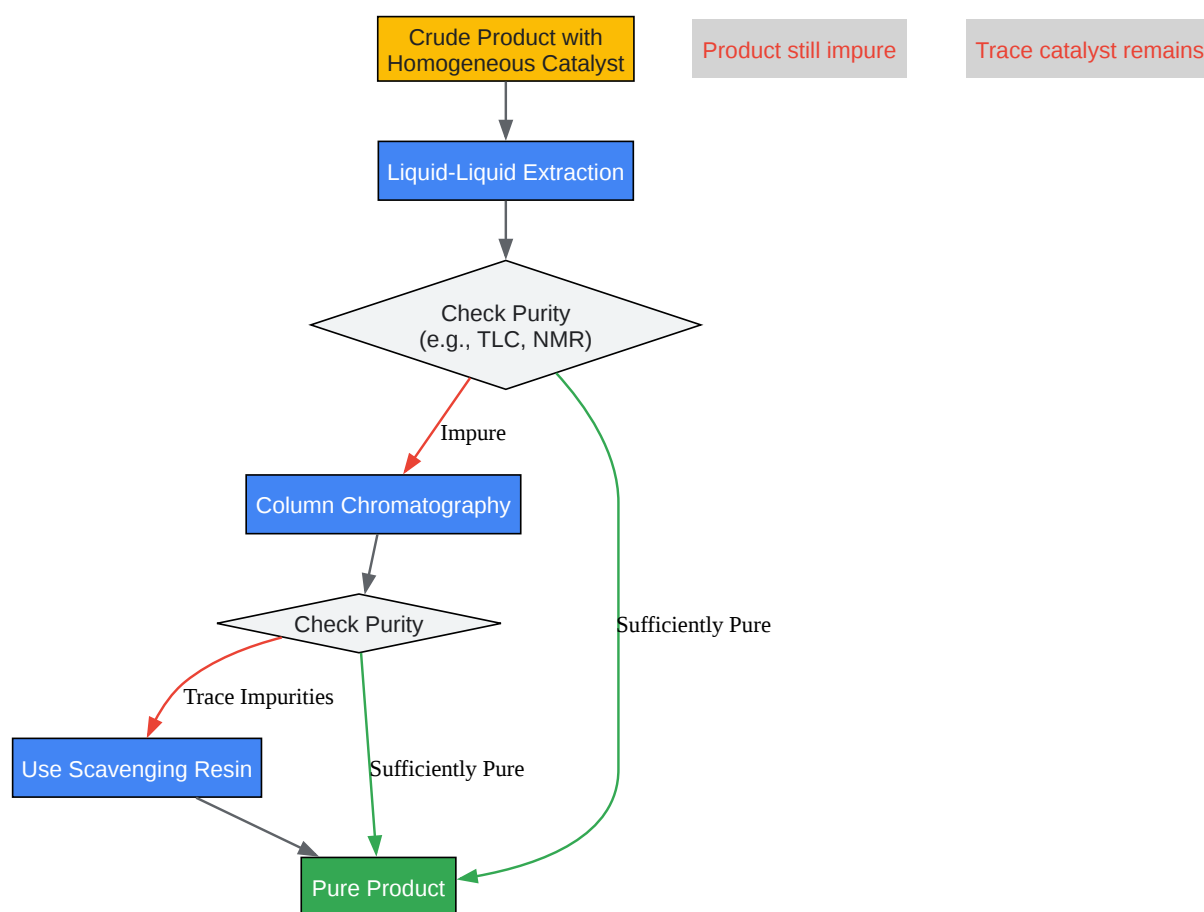 Crude Product with
Homogeneous Catalyst
Product still impure
Trace catalyst remains
Liquid-Liquid Extraction
Check Purity
(e.g., TLC, NMR)
Impure
Column Chromatography
Check Purity
Sufficiently Pure
Trace Impurities
Use Scavenging Resin
Sufficiently Pure
Pure Product